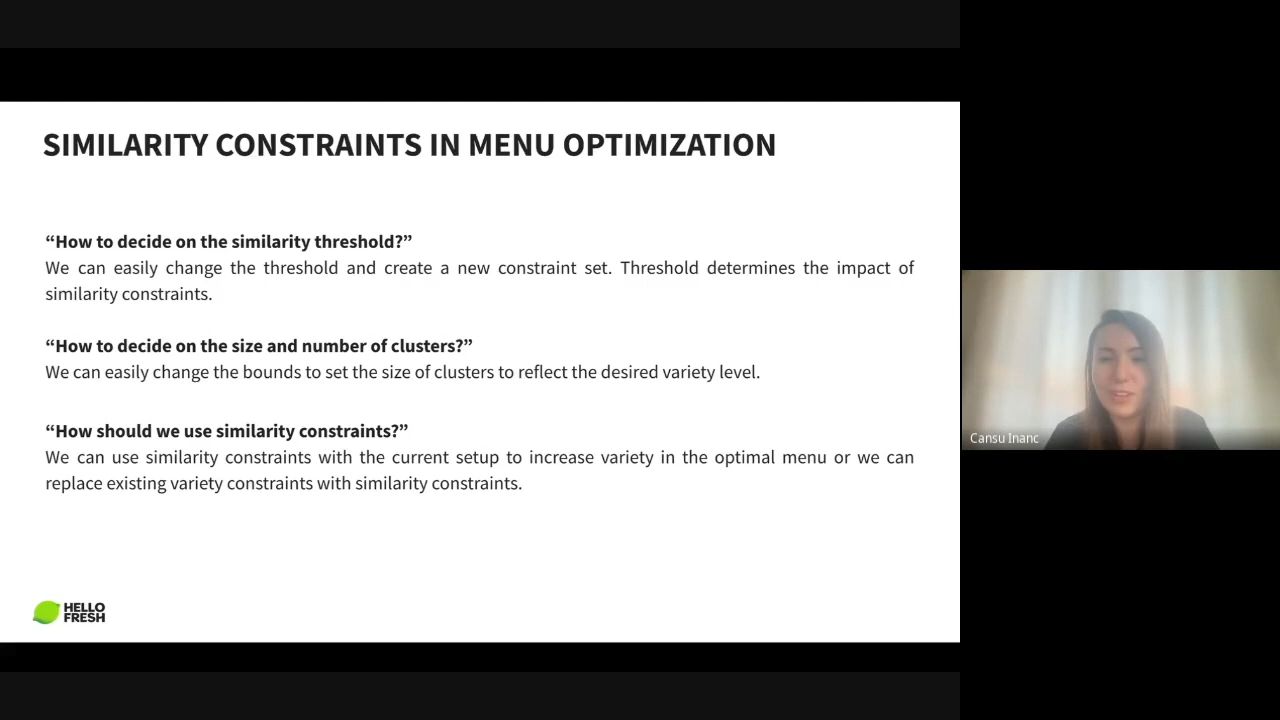 SIMILARITY CONSTRAINTS IN MENU OPTIMIZATION
“How to decide on the similarity threshold?”
We can easily change the threshold and create a new constraint set. Threshold determines the impact of
similarity constraints.
“How to decide on the size and number of clusters?”
We can easily change the bounds to set the size of clusters to reflect the desired variety level.
“How should we use similarity constraints?”
We can use similarity constraints with the current setup to increase variety in the optimal menu or we can
replace existing variety constraints with similarity constraints.
HELLO
FRESH
Cansu Inanc